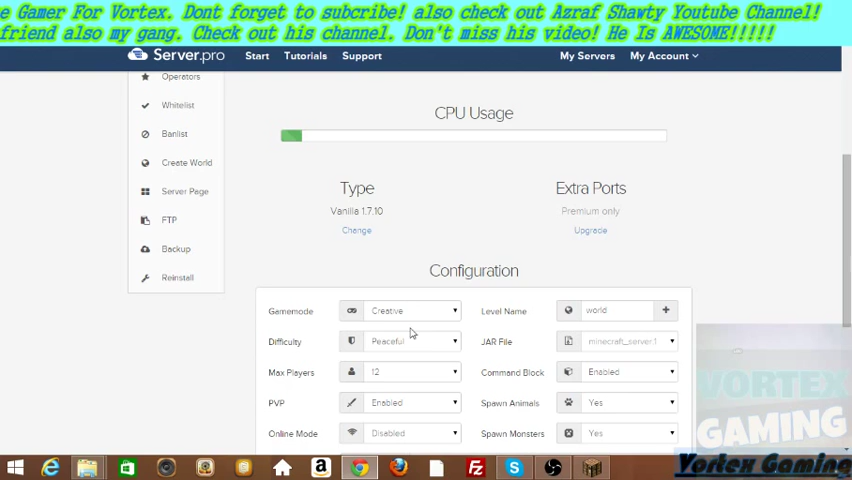 e Gamer For Vortex. Dont forget to subcribe! also check out Azraf Shawty Youtube Channel!
friend also my gang. Check out his channel. Don't miss his video! He Is AWESOME!!!!!
Server.pro Start Tutorials Support My Servers My Account
Operators
Whitelist
Banlist
Create World
Server Page
FTP
Backup
Reinstall
CPU Usage
Type Extra Ports
Vanilla 1.7.10 Premium only
Change Upgrade
Configuration
Gamemode Creative Level Name world
Difficulty Peaceful JAR File minecraft_server.1
Max Players 12 Command Block Enabled
PVP Enabled Spawn Animals Yes
Online Mode Disabled Spawn Monsters Yes
VORTEX
GAMING
Vortex Gaming